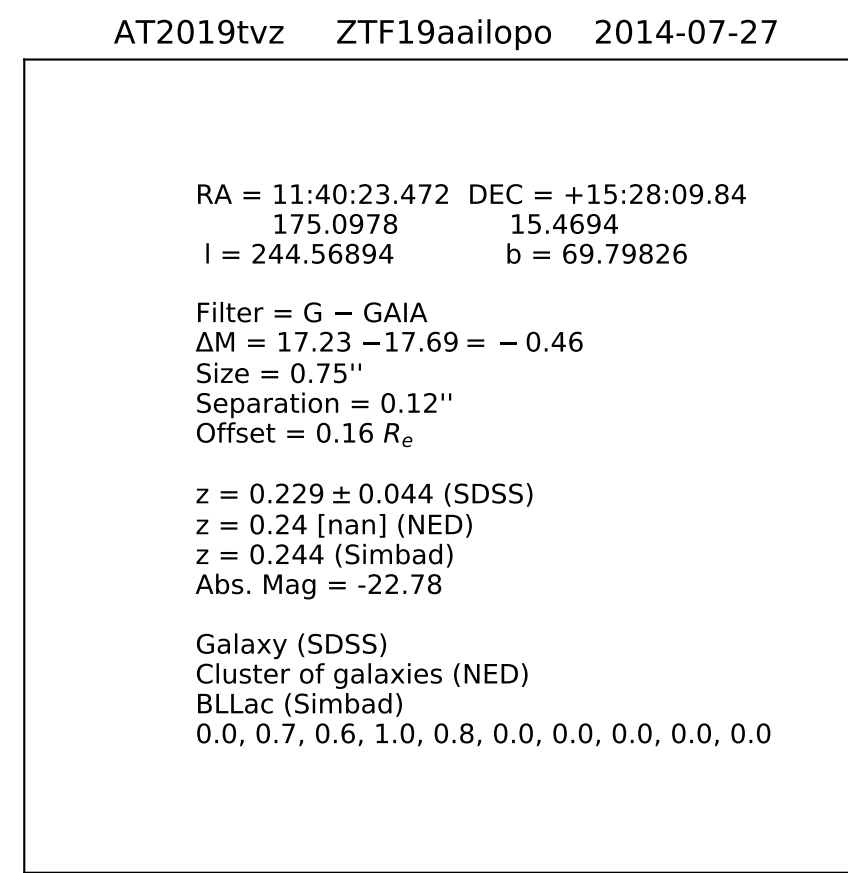 AT2019tvz ZTF19aailopo 2014-07-27
RA = 11:40:23.472 DEC = +15:28:09.84
175.0978 15.4694
l = 244.56894 b = 69.79826
Filter = G − GAIA
ΔM = 17.23 −17.69 = − 0.46
Size = 0.75''
Separation = 0.12''
Offset = 0.16 Rₑ
z = 0.229 ± 0.044 (SDSS)
z = 0.24 [nan] (NED)
z = 0.244 (Simbad)
Abs. Mag = -22.78
Galaxy (SDSS)
Cluster of galaxies (NED)
BLLac (Simbad)
0.0, 0.7, 0.6, 1.0, 0.8, 0.0, 0.0, 0.0, 0.0, 0.0